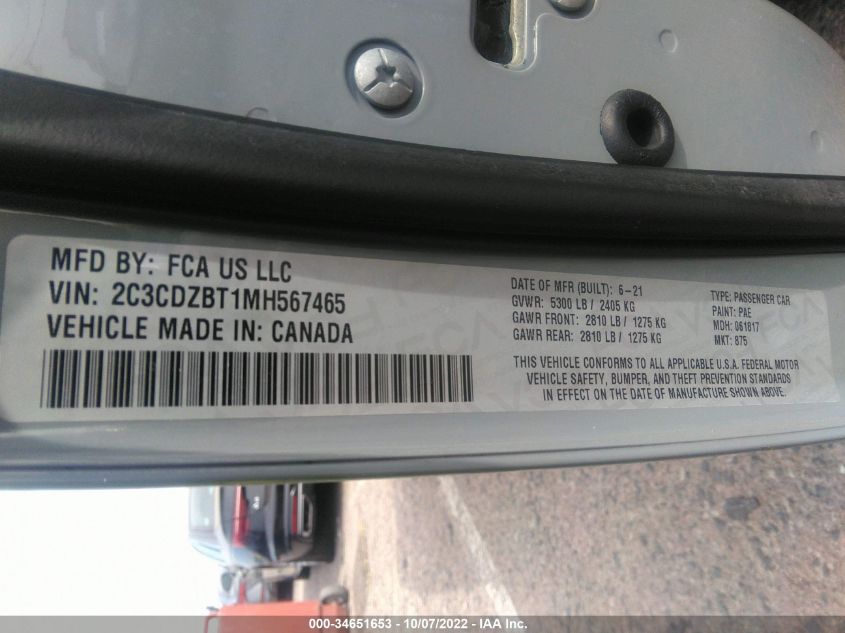 MFD BY: FCA US LLC
VIN: 2C3CDZBT1MH567465
VEHICLE MADE IN: CANADA
DATE OF MFR (BUILT): 6-21
GVWR: 5300 LB / 2405 KG
GAWR FRONT: 2810 LB / 1275 KG
GAWR REAR: 2810 LB / 1275 KG
TYPE: PASSENGER CAR
PAINT: PAE
MDH: 061817
MKT: 875
THIS VEHICLE CONFORMS TO ALL APPLICABLE U.S.A. FEDERAL MOTOR
VEHICLE SAFETY, BUMPER, AND THEFT PREVENTION STANDARDS
IN EFFECT ON THE DATE OF MANUFACTURE SHOWN ABOVE.
000-34651653 - 10/07/2022 - IAA Inc.